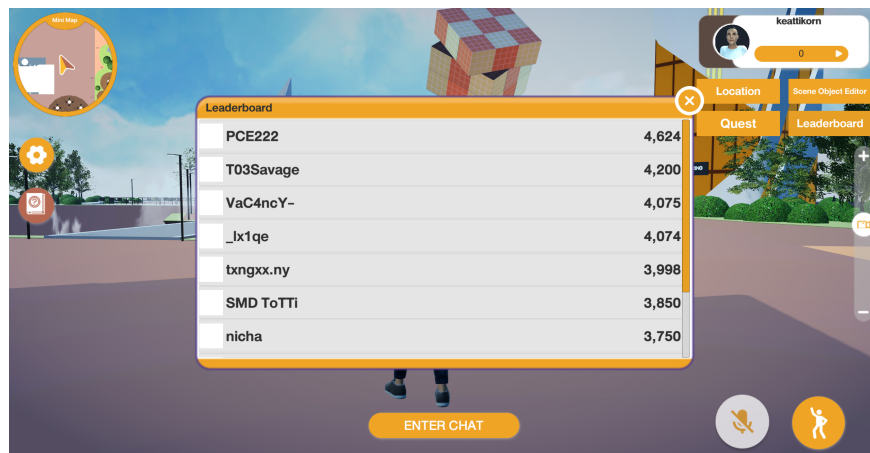 Mini Map
keattikorn
0
Location
Scene Object Editor
Quest
Leaderboard
Leaderboard
PCE222 4,624
T03Savage 4,200
VaC4ncY- 4,075
_lx1qe 4,074
txngxx.ny 3,998
SMD ToTTi 3,850
nicha 3,750
ENTER CHAT